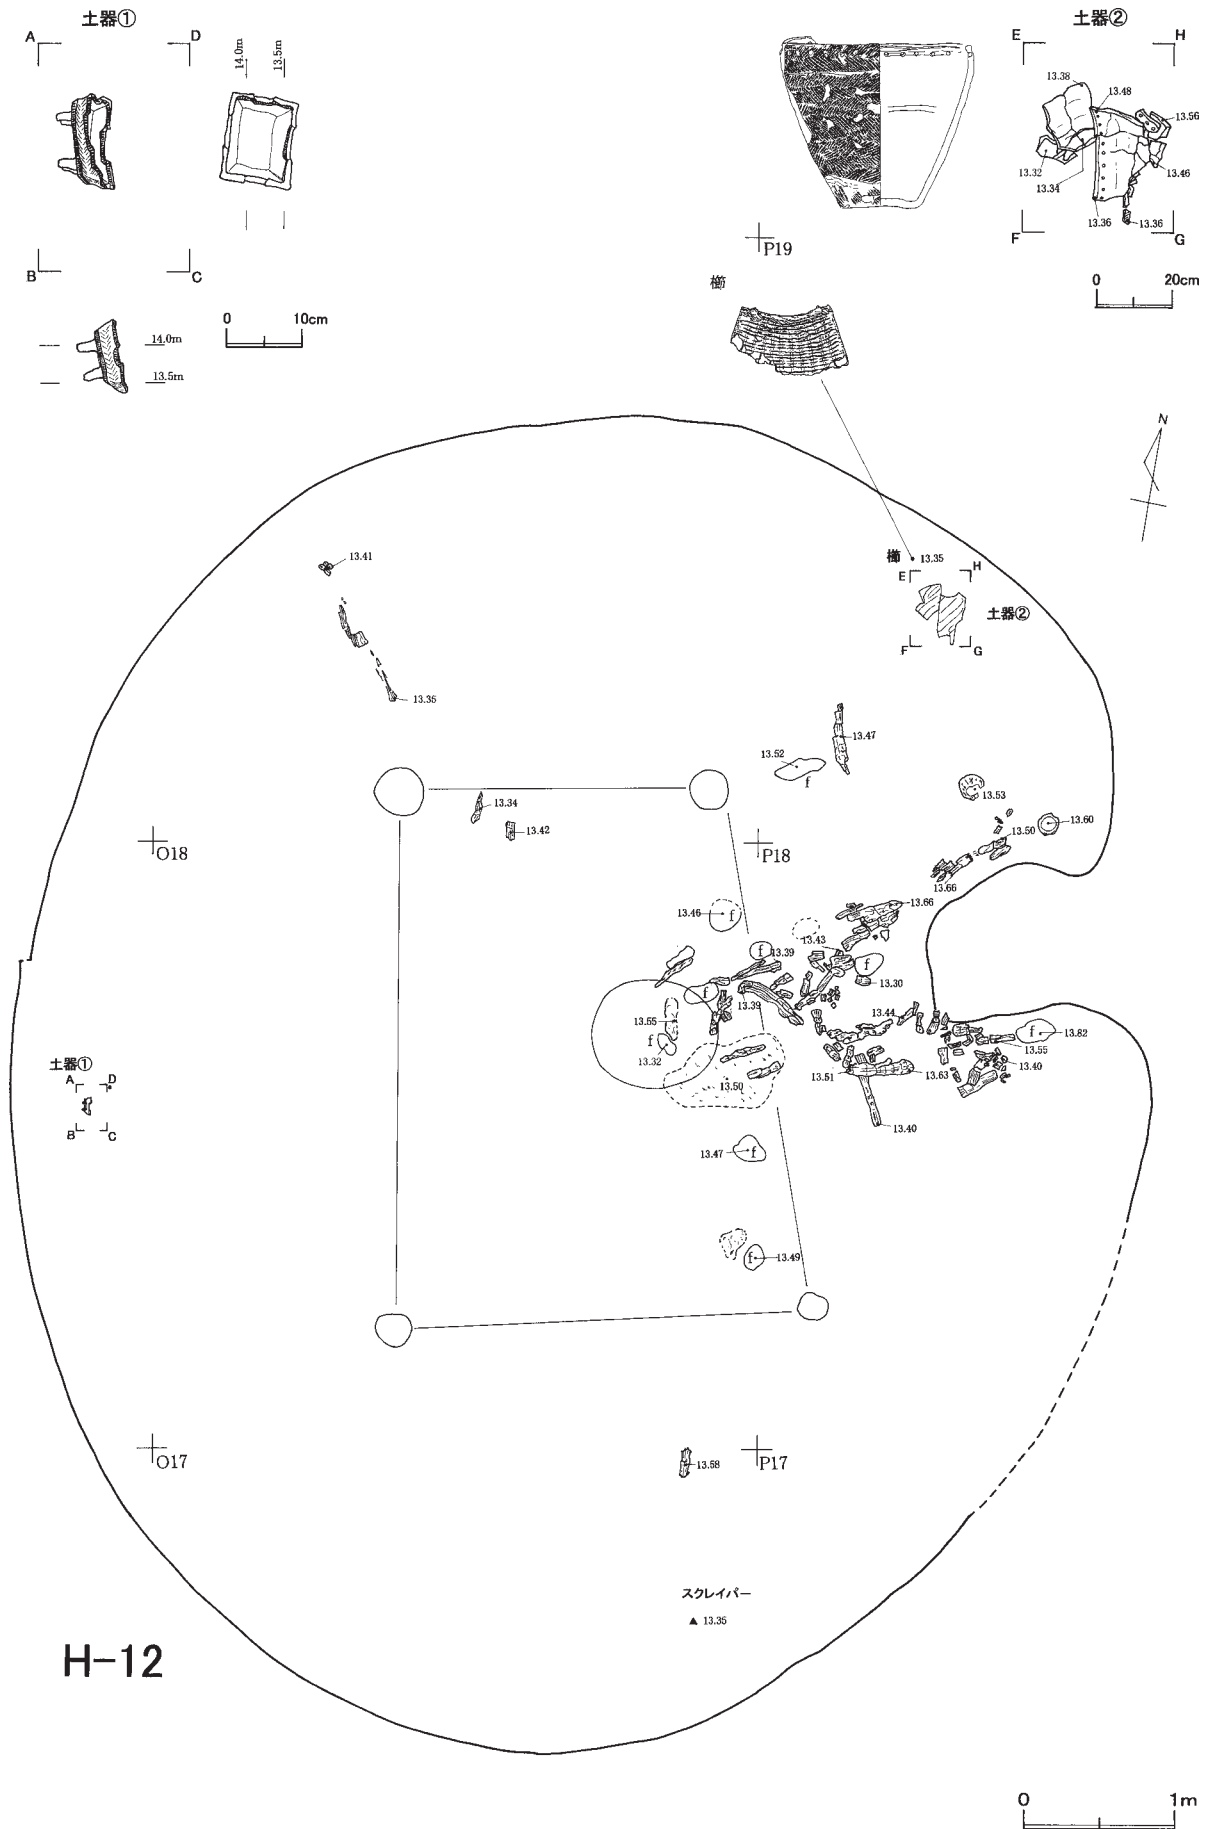 土器①
A D
14.0m 13.5m
B C
14.0m
13.5m
0 10cm
土器②
E H
13.38
13.48
13.56
13.32
13.34
13.46
13.36
13.36
F G
0 20cm
P19
櫛
N
櫛 13.35
E H
土器②
F G
13.41
13.35
13.47
13.52
f
13.53
13.34
13.42
13.50
13.60
O18
P18
13.66
13.66
13.46 f
13.43
f 13.39
f
13.30
f
13.39
13.44
13.55
13.82
f
13.32
13.55
土器①
A D
13.40
13.50
13.51
13.63
B C
13.40
13.47 f
f 13.49
O17
P17
13.58
スクレイパー
▲ 13.35
H-12
0 1m